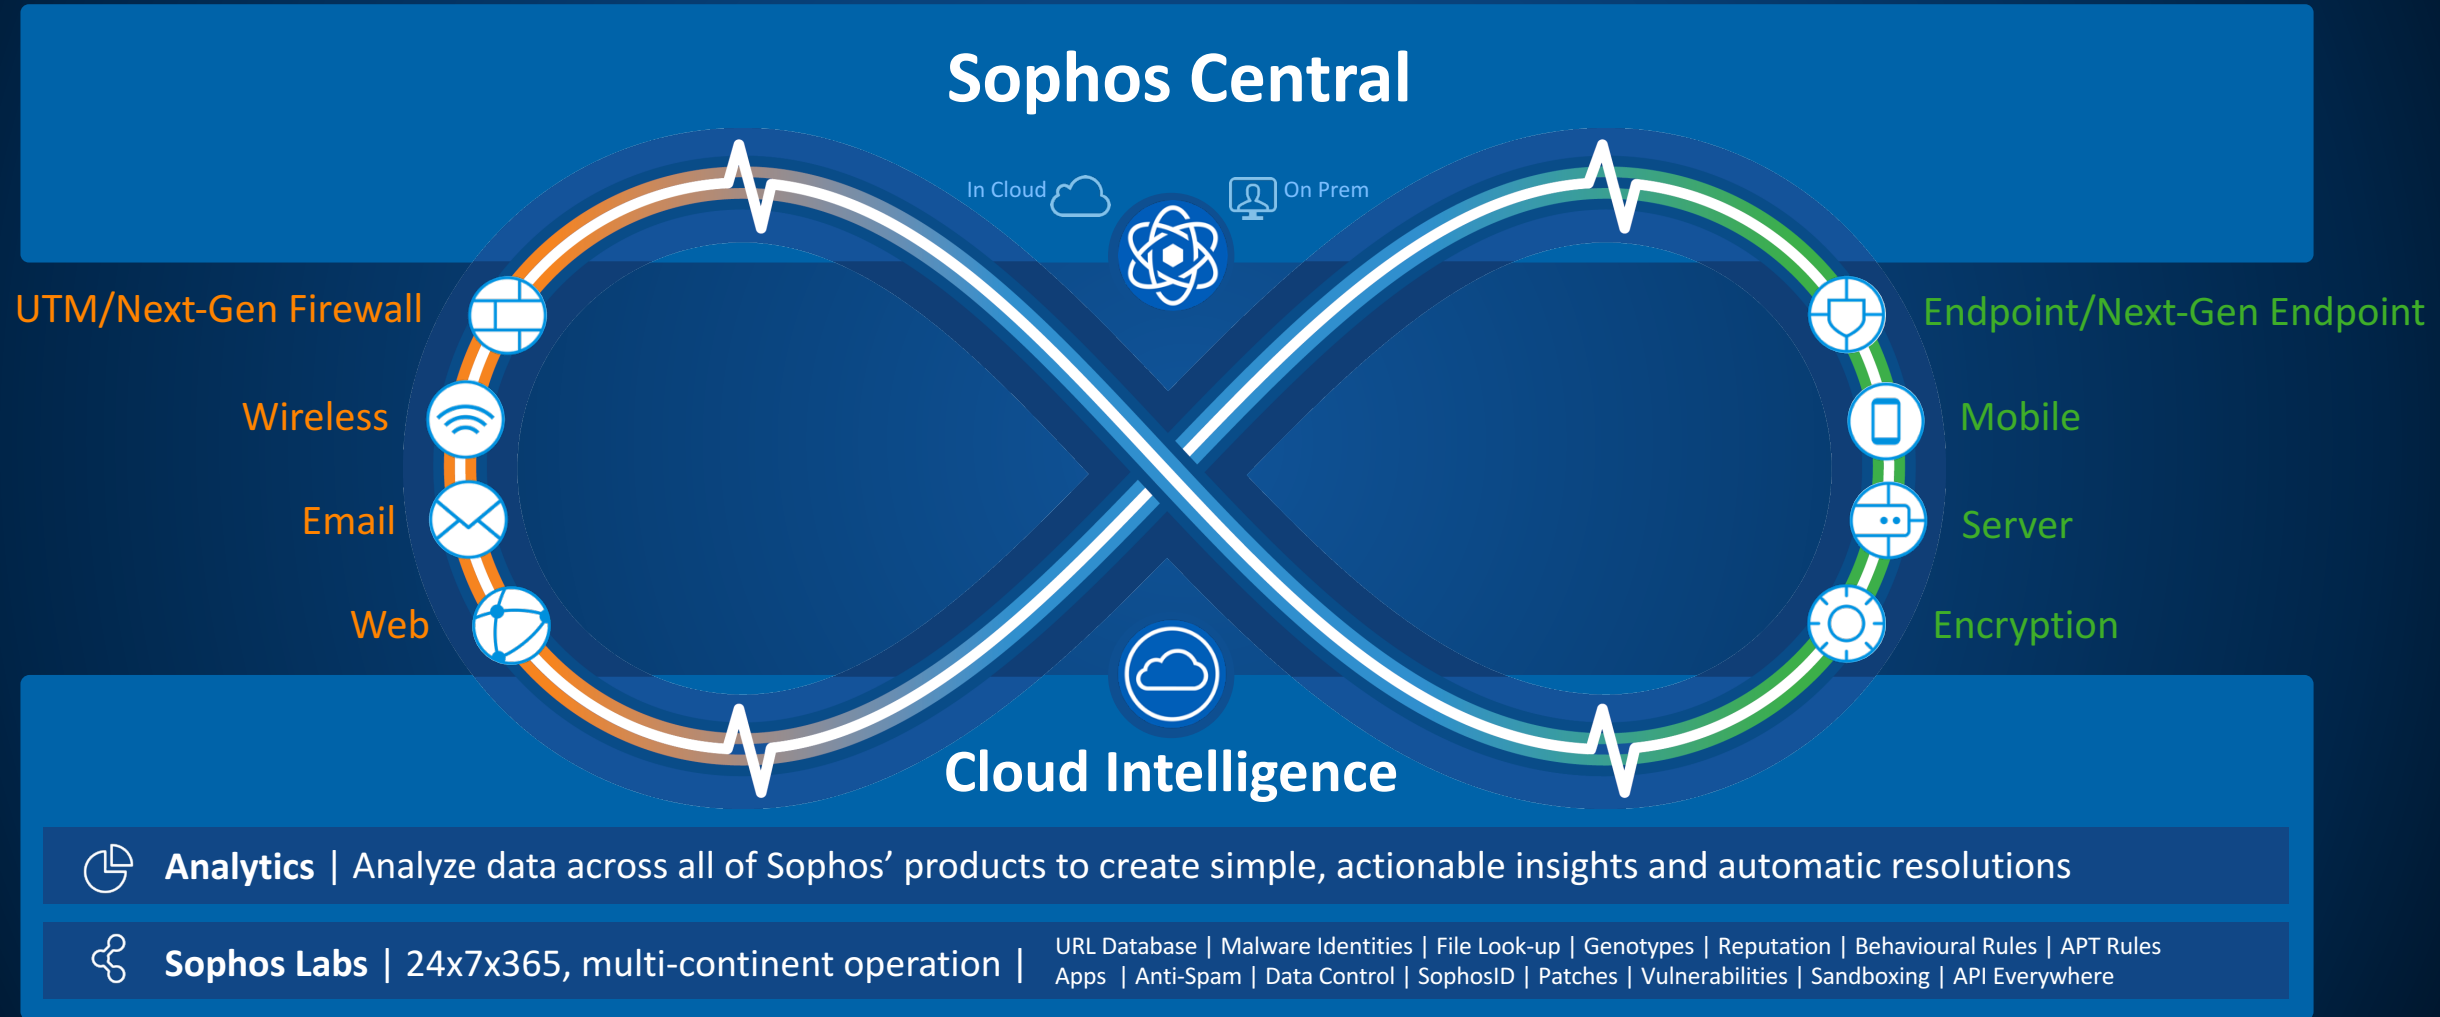 Sophos Central
In Cloud
On Prem
UTM/Next-Gen Firewall
Endpoint/Next-Gen Endpoint
Wireless
Mobile
Email
Server
Web
Encryption
Cloud Intelligence
Analytics | Analyze data across all of Sophos’ products to create simple, actionable insights and automatic resolutions
Sophos Labs | 24x7x365, multi-continent operation |
URL Database | Malware Identities | File Look-up | Genotypes | Reputation | Behavioural Rules | APT Rules
Apps | Anti-Spam | Data Control | SophosID | Patches | Vulnerabilities | Sandboxing | API Everywhere